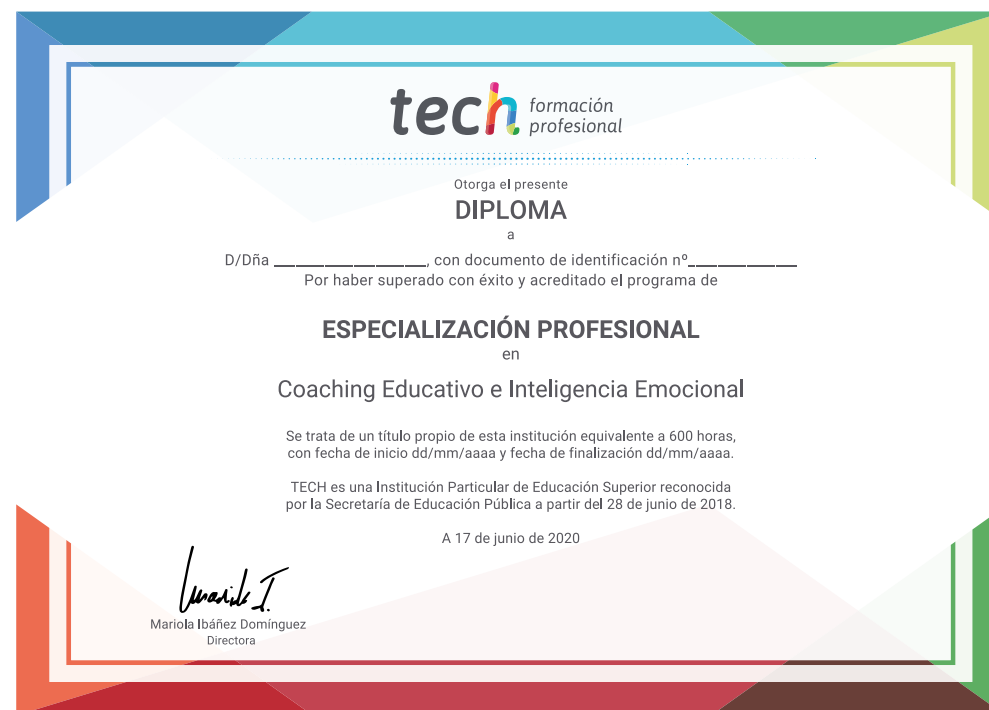 tech formación
profesional
Otorga el presente
DIPLOMA
a
D/Dña ________________, con documento de identificación nº____________
Por haber superado con éxito y acreditado el programa de
ESPECIALIZACIÓN PROFESIONAL
en
Coaching Educativo e Inteligencia Emocional
Se trata de un título propio de esta institución equivalente a 600 horas,
con fecha de inicio dd/mm/aaaa y fecha de finalización dd/mm/aaaa.
TECH es una Institución Particular de Educación Superior reconocida
por la Secretaría de Educación Pública a partir del 28 de junio de 2018.
A 17 de junio de 2020
Mariola Ibáñez Domínguez
Directora